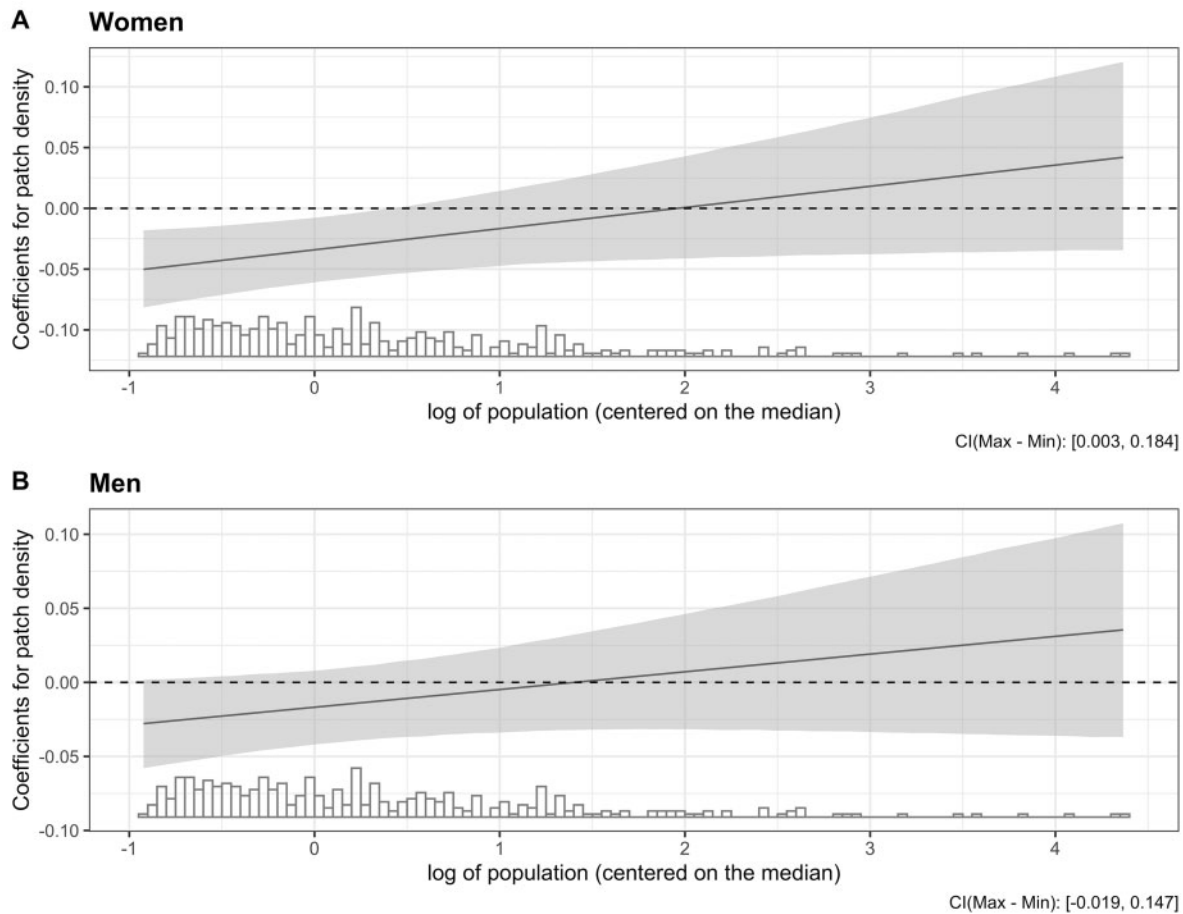 A Women
Coefficients for patch density
0.10
0.05
0.00
-0.05
-0.10
-1 0 1 2 3 4
log of population (centered on the median)
CI(Max - Min): [0.003, 0.184]
B Men
Coefficients for patch density
0.10
0.05
0.00
-0.05
-0.10
-1 0 1 2 3 4
log of population (centered on the median)
CI(Max - Min): [-0.019, 0.147]